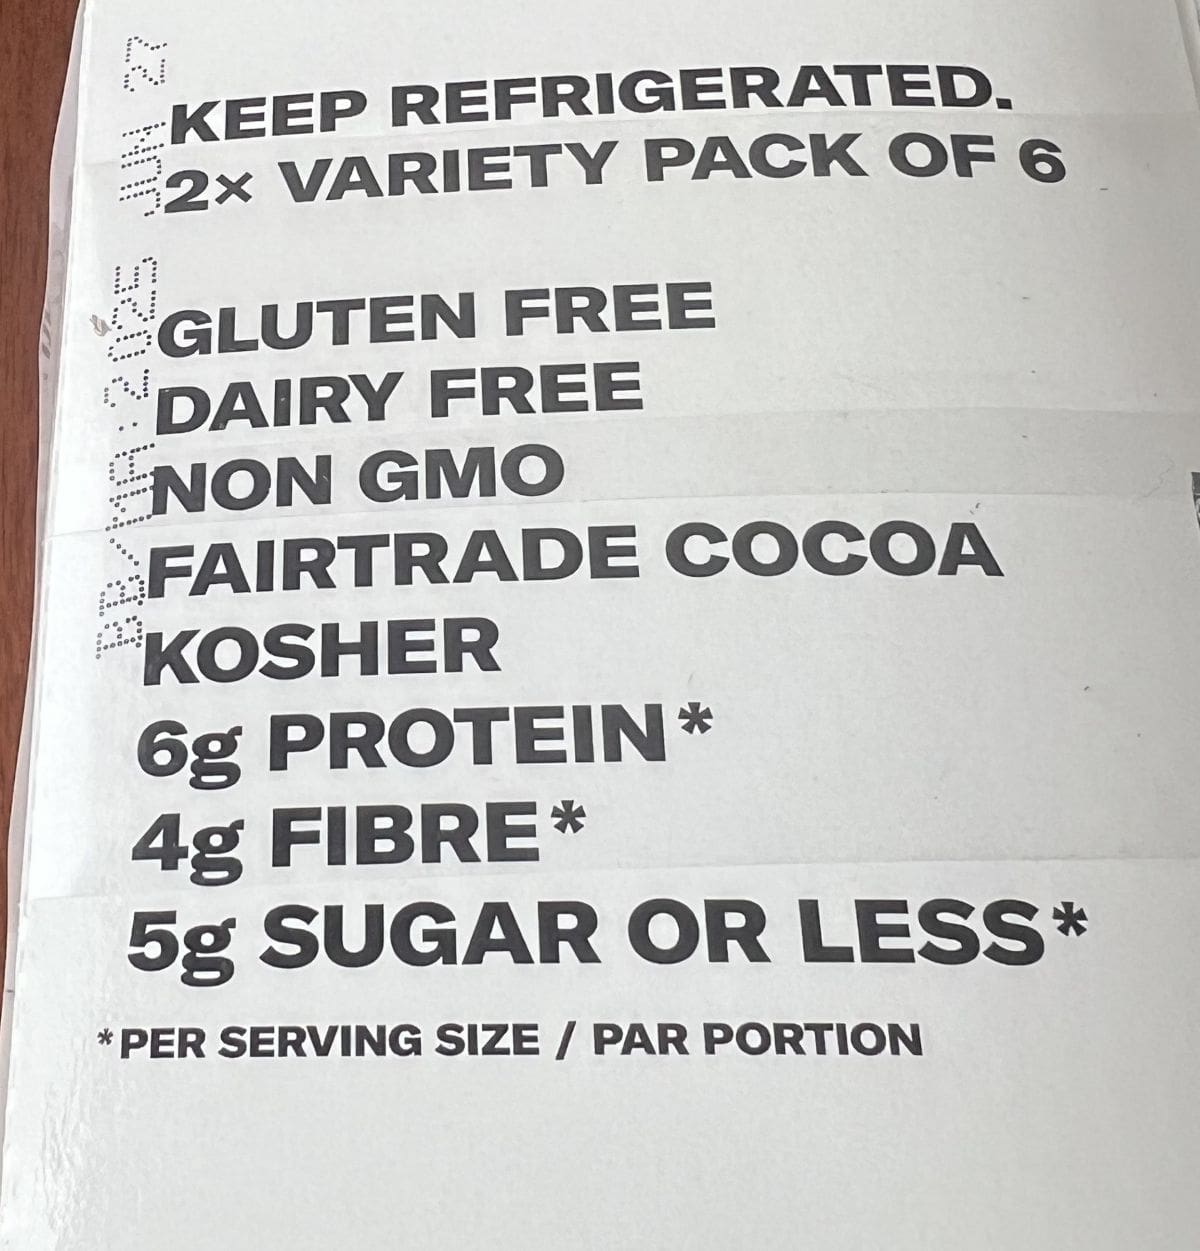 KEEP REFRIGERATED.
2x VARIETY PACK OF 6
GLUTEN FREE
DAIRY FREE
NON GMO
FAIRTRADE COCOA
KOSHER
6g PROTEIN*
4g FIBRE*
5g SUGAR OR LESS*
*PER SERVING SIZE / PAR PORTION
BB/MA:2025 JUN 27